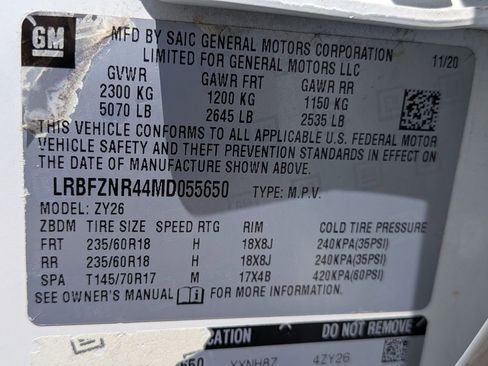 GM
MFD BY SAIC GENERAL MOTORS CORPORATION
LIMITED FOR GENERAL MOTORS LLC 11/20
GVWR GAWR FRT GAWR RR
2300 KG 1200 KG 1150 KG
5070 LB 2645 LB 2535 LB
THIS VEHICLE CONFORMS TO ALL APPLICABLE U.S. FEDERAL MOTOR
VEHICLE SAFETY AND THEFT PREVENTION STANDARDS IN EFFECT ON
THE DATE OF MANUFACTURE SHOWN ABOVE.
LRBFZNR44MD055650 TYPE: M.P.V.
MODEL: ZY26
ZBDM TIRE SIZE SPEED RTG RIM COLD TIRE PRESSURE
FRT 235/60R18 H 18X8J 240KPA(35PSI)
RR 235/60R18 H 18X8J 240KPA(35PSI)
SPA T145/70R17 M 17X4B 420KPA(60PSI)
SEE OWNER'S MANUAL FOR MORE INFORMATION.
DO NOT REMOVE
4ZY26